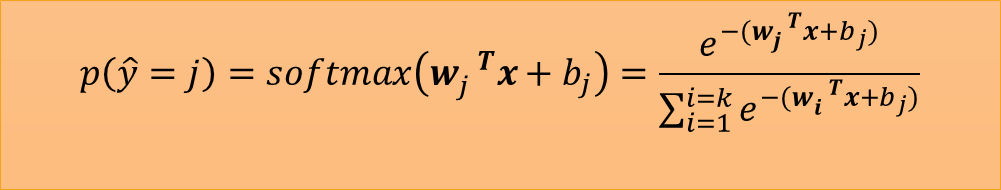 p(ŷ = j) = softmax(w_j^T x + b_j) = e^{-(w_j^T x+b_j)} / ∑_{i=1}^{i=k} e^{-(w_i^T x+b_j)}